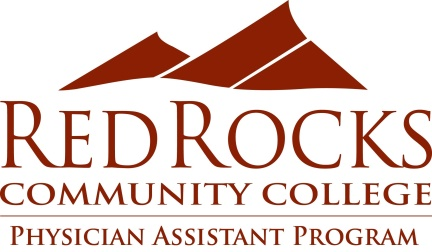 RED ROCKS
COMMUNITY COLLEGE
PHYSICIAN ASSISTANT PROGRAM